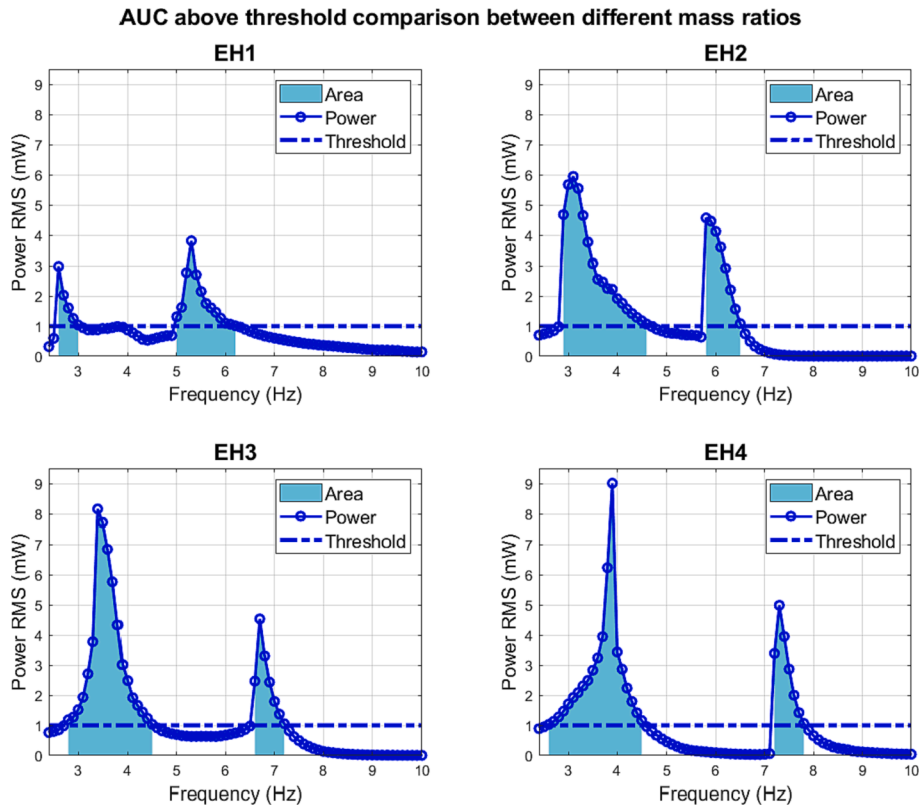 AUC above threshold comparison between different mass ratios
EH1
EH2
9
8
7
6
5
4
3
2
1
0
Power RMS (mW)
Area
Power
Threshold
3 4 5 6 7 8 9 10
Frequency (Hz)
9
8
7
6
5
4
3
2
1
0
Power RMS (mW)
Area
Power
Threshold
3 4 5 6 7 8 9 10
Frequency (Hz)
EH3
EH4
9
8
7
6
5
4
3
2
1
0
Power RMS (mW)
Area
Power
Threshold
3 4 5 6 7 8 9 10
Frequency (Hz)
9
8
7
6
5
4
3
2
1
0
Power RMS (mW)
Area
Power
Threshold
3 4 5 6 7 8 9 10
Frequency (Hz)